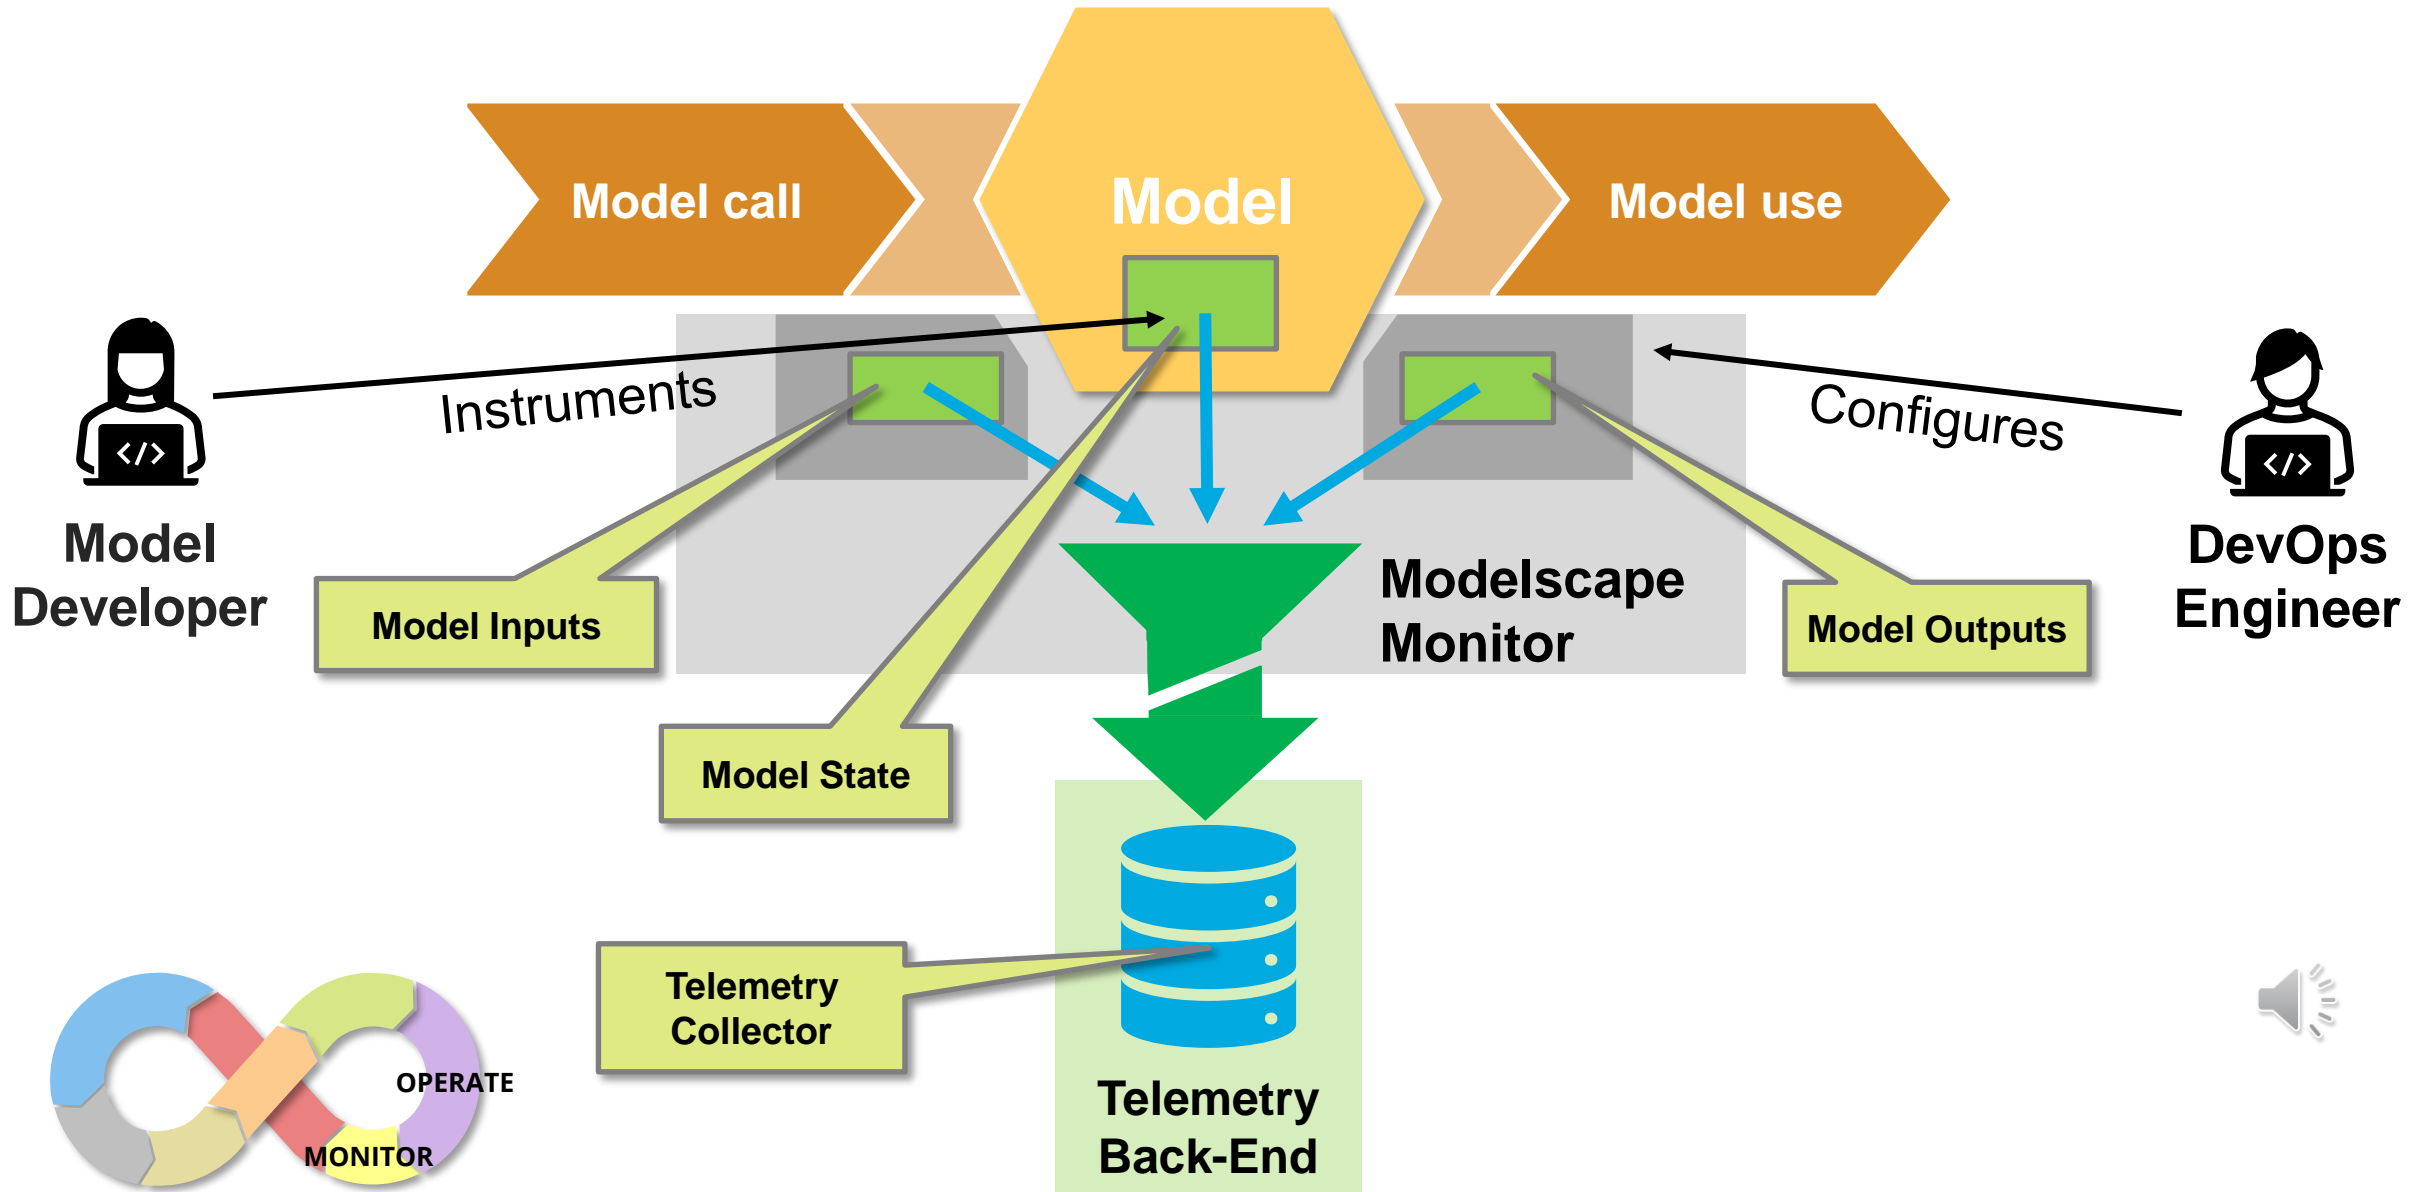 Model call
Model
Model use
Instruments
Configures
</>
</>
Model
Developer
DevOps
Engineer
Model Inputs
Modelscape
Monitor
Model Outputs
Model State
Telemetry
Collector
OPERATE
MONITOR
Telemetry
Back-End